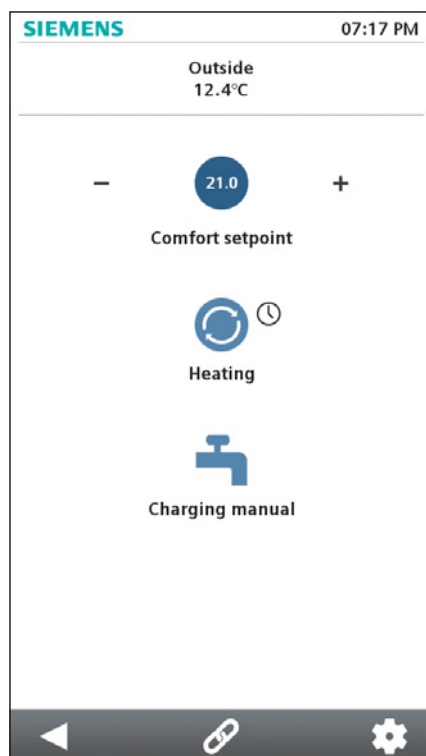 SIEMENS
07:17 PM
Outside
12.4°C
− 21.0 +
Comfort setpoint
Heating
Charging manual